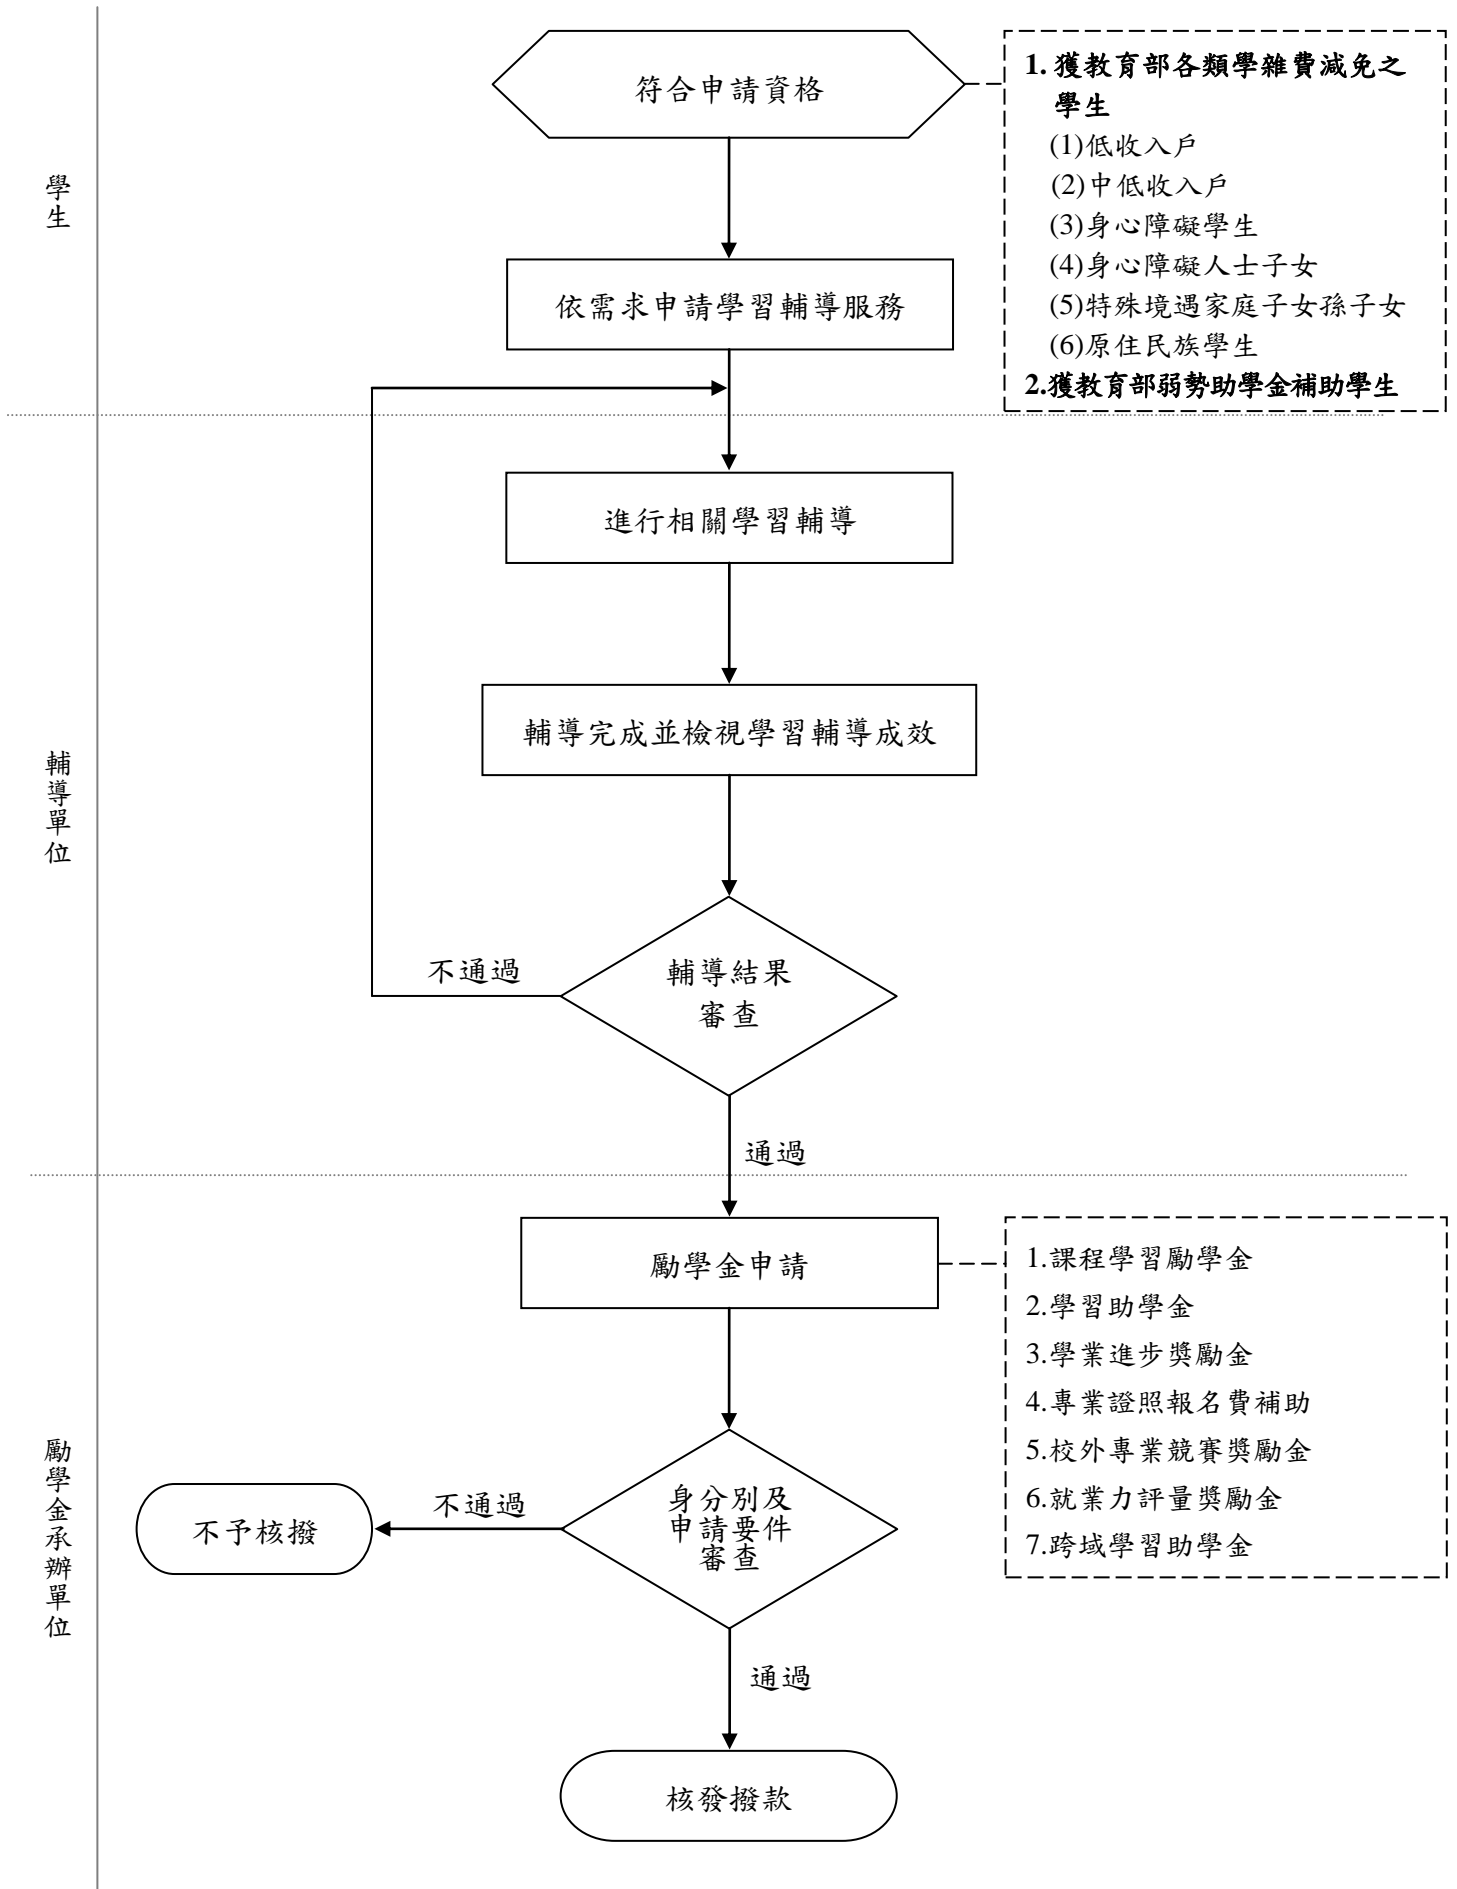 符合申請資格
1. 獲教育部各類學雜費減免之
學生
(1)低收入戶
(2)中低收入戶
(3)身心障礙學生
(4)身心障礙人士子女
(5)特殊境遇家庭子女孫子女
(6)原住民族學生
2.獲教育部弱勢助學金補助學生
學生
依需求申請學習輔導服務
進行相關學習輔導
輔導完成並檢視學習輔導成效
輔導單位
不通過
輔導結果
審查
通過
勵學金申請
1.課程學習勵學金
2.學習助學金
3.學業進步獎勵金
4.專業證照報名費補助
5.校外專業競賽獎勵金
6.就業力評量獎勵金
7.跨域學習助學金
勵學金承辦單位
不予核撥
不通過
身分別及
申請要件
審查
通過
核發撥款